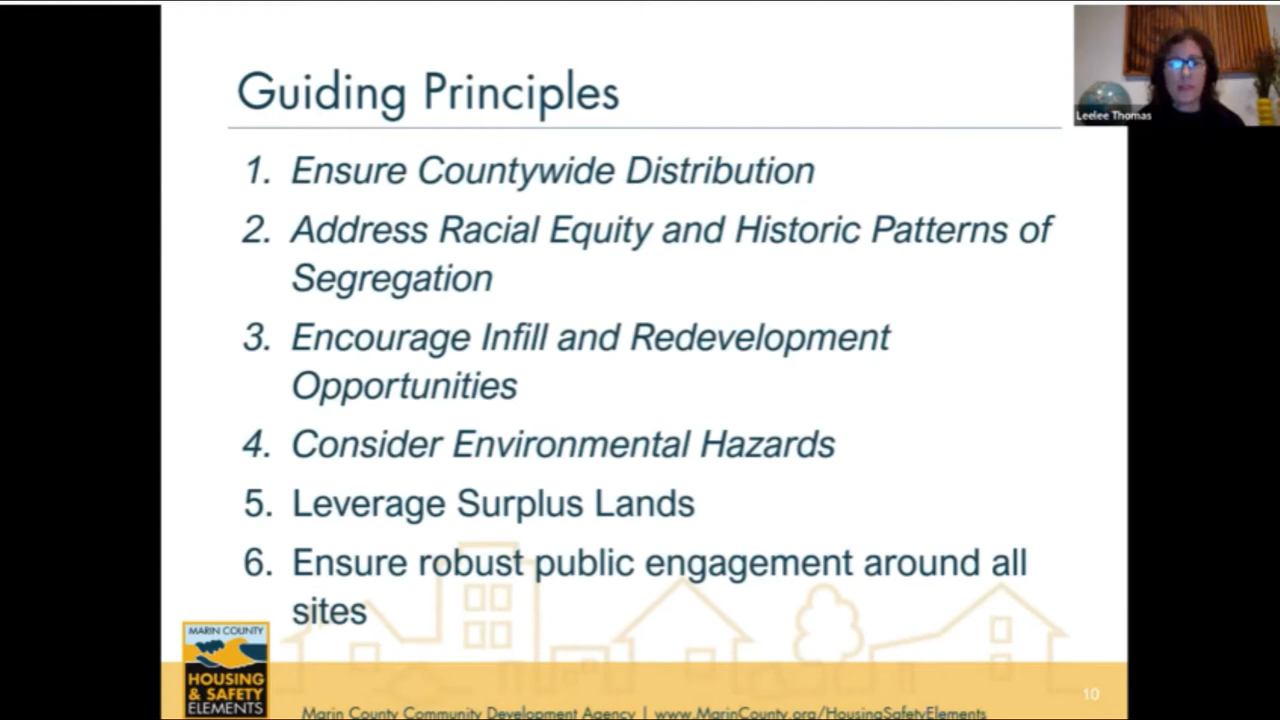 Guiding Principles
Leelee Thomas
1. Ensure Countywide Distribution
2. Address Racial Equity and Historic Patterns of
Segregation
3. Encourage Infill and Redevelopment
Opportunities
4. Consider Environmental Hazards
5. Leverage Surplus Lands
6. Ensure robust public engagement around all
sites
MARIN COUNTY
HOUSING
& SAFETY
ELEMENTS
10
Marin County Community Development Agency | www.MarinCounty.org/HousingSafetyElements